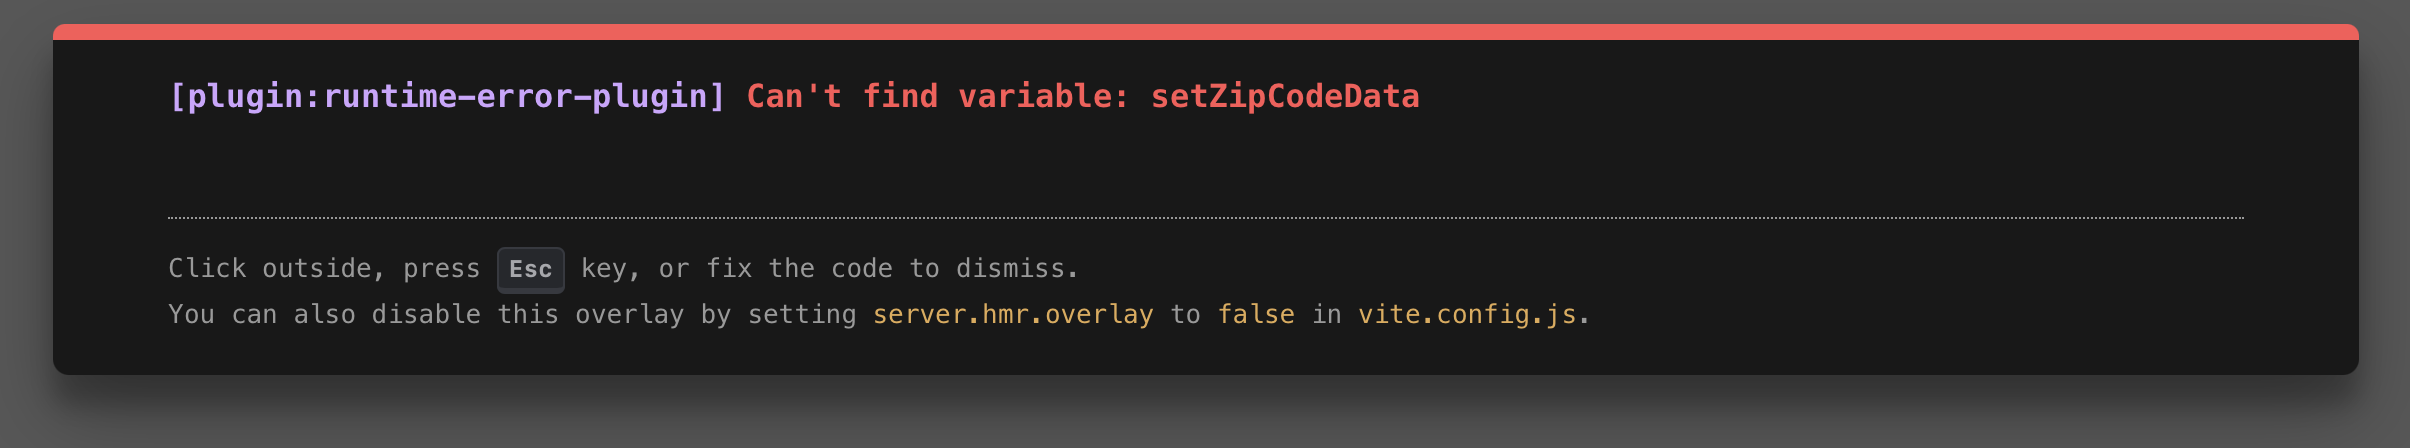 [plugin:runtime-error-plugin] Can't find variable: setZipCodeData
Click outside, press Esc key, or fix the code to dismiss.
You can also disable this overlay by setting server.hmr.overlay to false in vite.config.js.